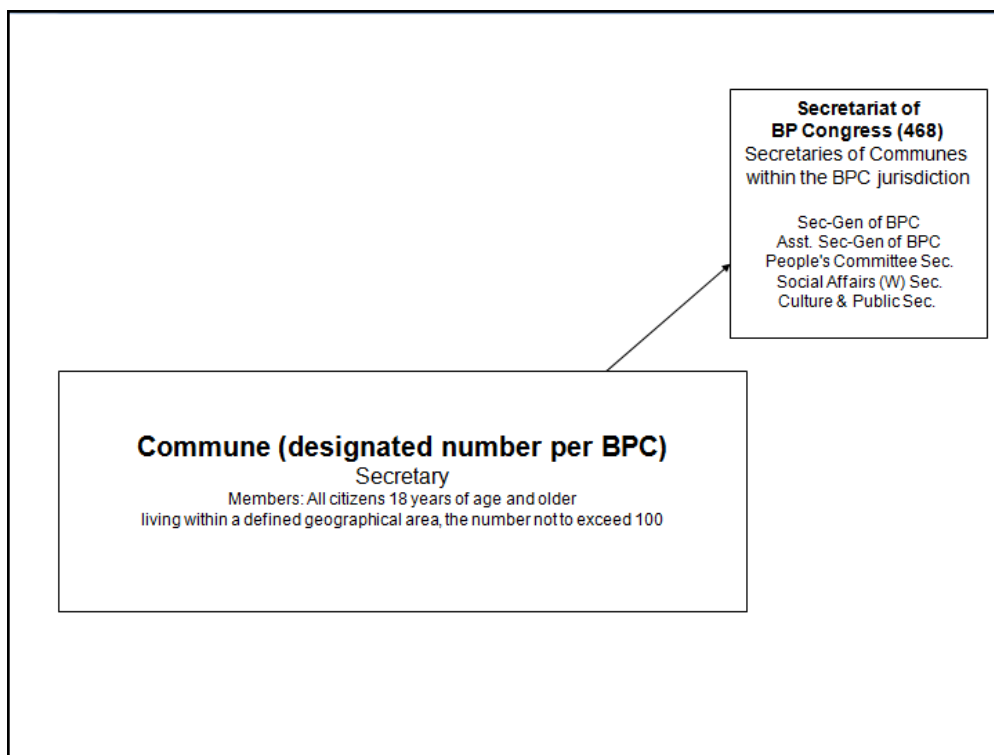 Secretariat of
BP Congress (468)
Secretaries of Communes
within the BPC jurisdiction
Sec-Gen of BPC
Asst. Sec-Gen of BPC
People's Committee Sec.
Social Affairs (W) Sec.
Culture & Public Sec.
Commune (designated number per BPC)
Secretary
Members: All citizens 18 years of age and older
living within a defined geographical area, the number not to exceed 100